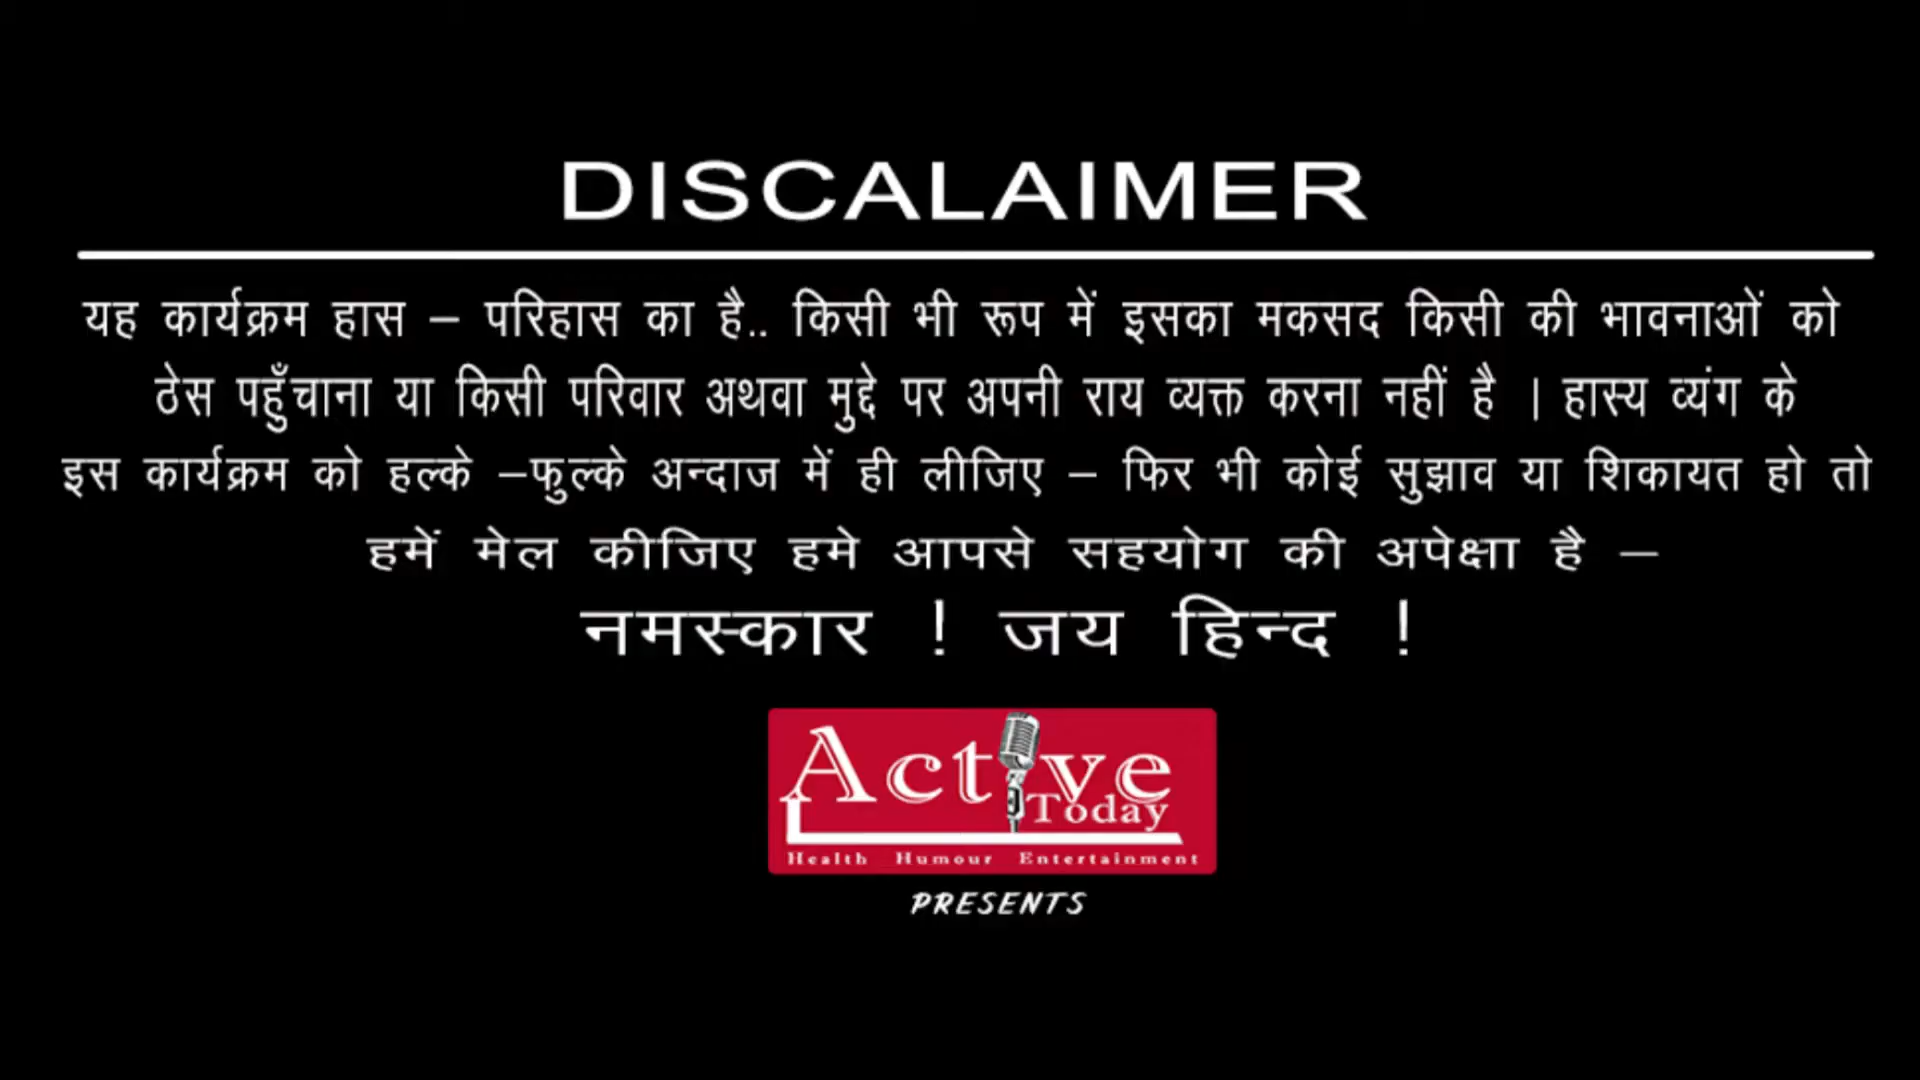 DISCALAIMER
यह कार्यक्रम हास – परिहास का है.. किसी भी रूप में इसका मकसद किसी की भावनाओं को
ठेस पहुँचाना या किसी परिवार अथवा मुद्दे पर अपनी राय व्यक्त करना नहीं है | हास्य व्यंग के
इस कार्यक्रम को हल्के –फुल्के अन्दाज में ही लीजिए – फिर भी कोई सुझाव या शिकायत हो तो
हमें मेल कीजिए हमे आपसे सहयोग की अपेक्षा है –
नमस्कार ! जय हिन्द !
Active
Today
Health Humour Entertainment
PRESENTS